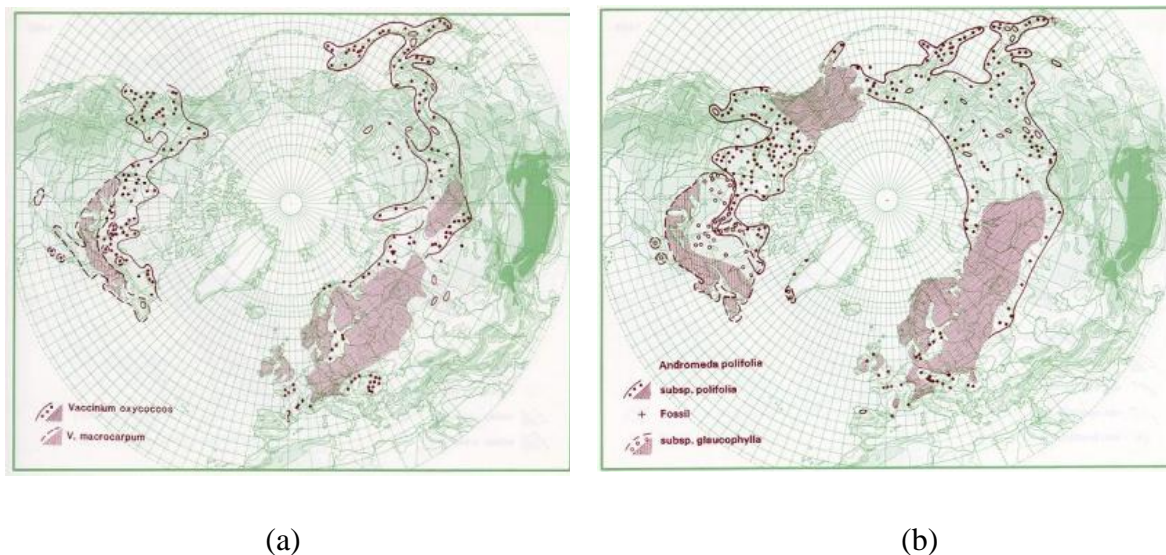 Vaccinium oxycoccos
V. macrocarpum
Andromeda polifolia
subsp. polifolia
+ Fossil
subsp. glaucophylla
(a)
(b)